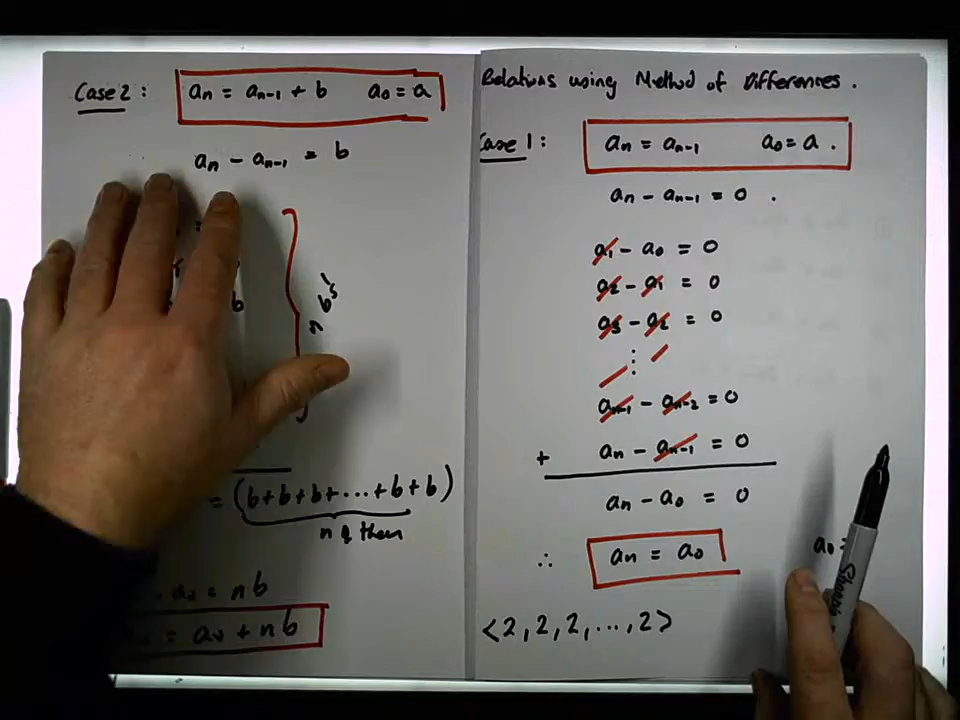 Case 2 : an = an-1 + b a0 = a
an - an-1 = b
b
n b's
= (b+b+b+...+b+b)
n of them
- a0 = nb
= a0 + nb
Relations using Method of Differences.
Case 1 : an = an-1 a0 = a .
an - an-1 = 0 .
a1 - a0 = 0
a2 - a1 = 0
a3 - a2 = 0
⋮
an-1 - an-2 = 0
+ an - an-1 = 0
an - a0 = 0
∴ an = a0
a0 =
<2, 2, 2, ..., 2>
Sharpie